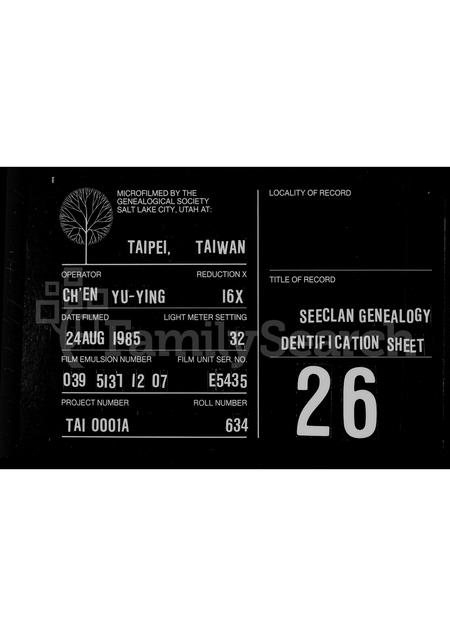 MICROFILMED BY THE
GENEALOGICAL SOCIETY
SALT LAKE CITY, UTAH AT:
TAIPEI, TAIWAN
OPERATOR REDUCTION X
CH'EN YU-YING 16X
DATE FILMED LIGHT METER SETTING
24AUG 1985 32
FILM EMULSION NUMBER FILM UNIT SER. NO.
039 5131 12 07 E5435
PROJECT NUMBER ROLL NUMBER
TAI 0001A 634
LOCALITY OF RECORD
TITLE OF RECORD
SEECLAN GENEALOGY
DENTIFICATION SHEET
26
FamilySearch